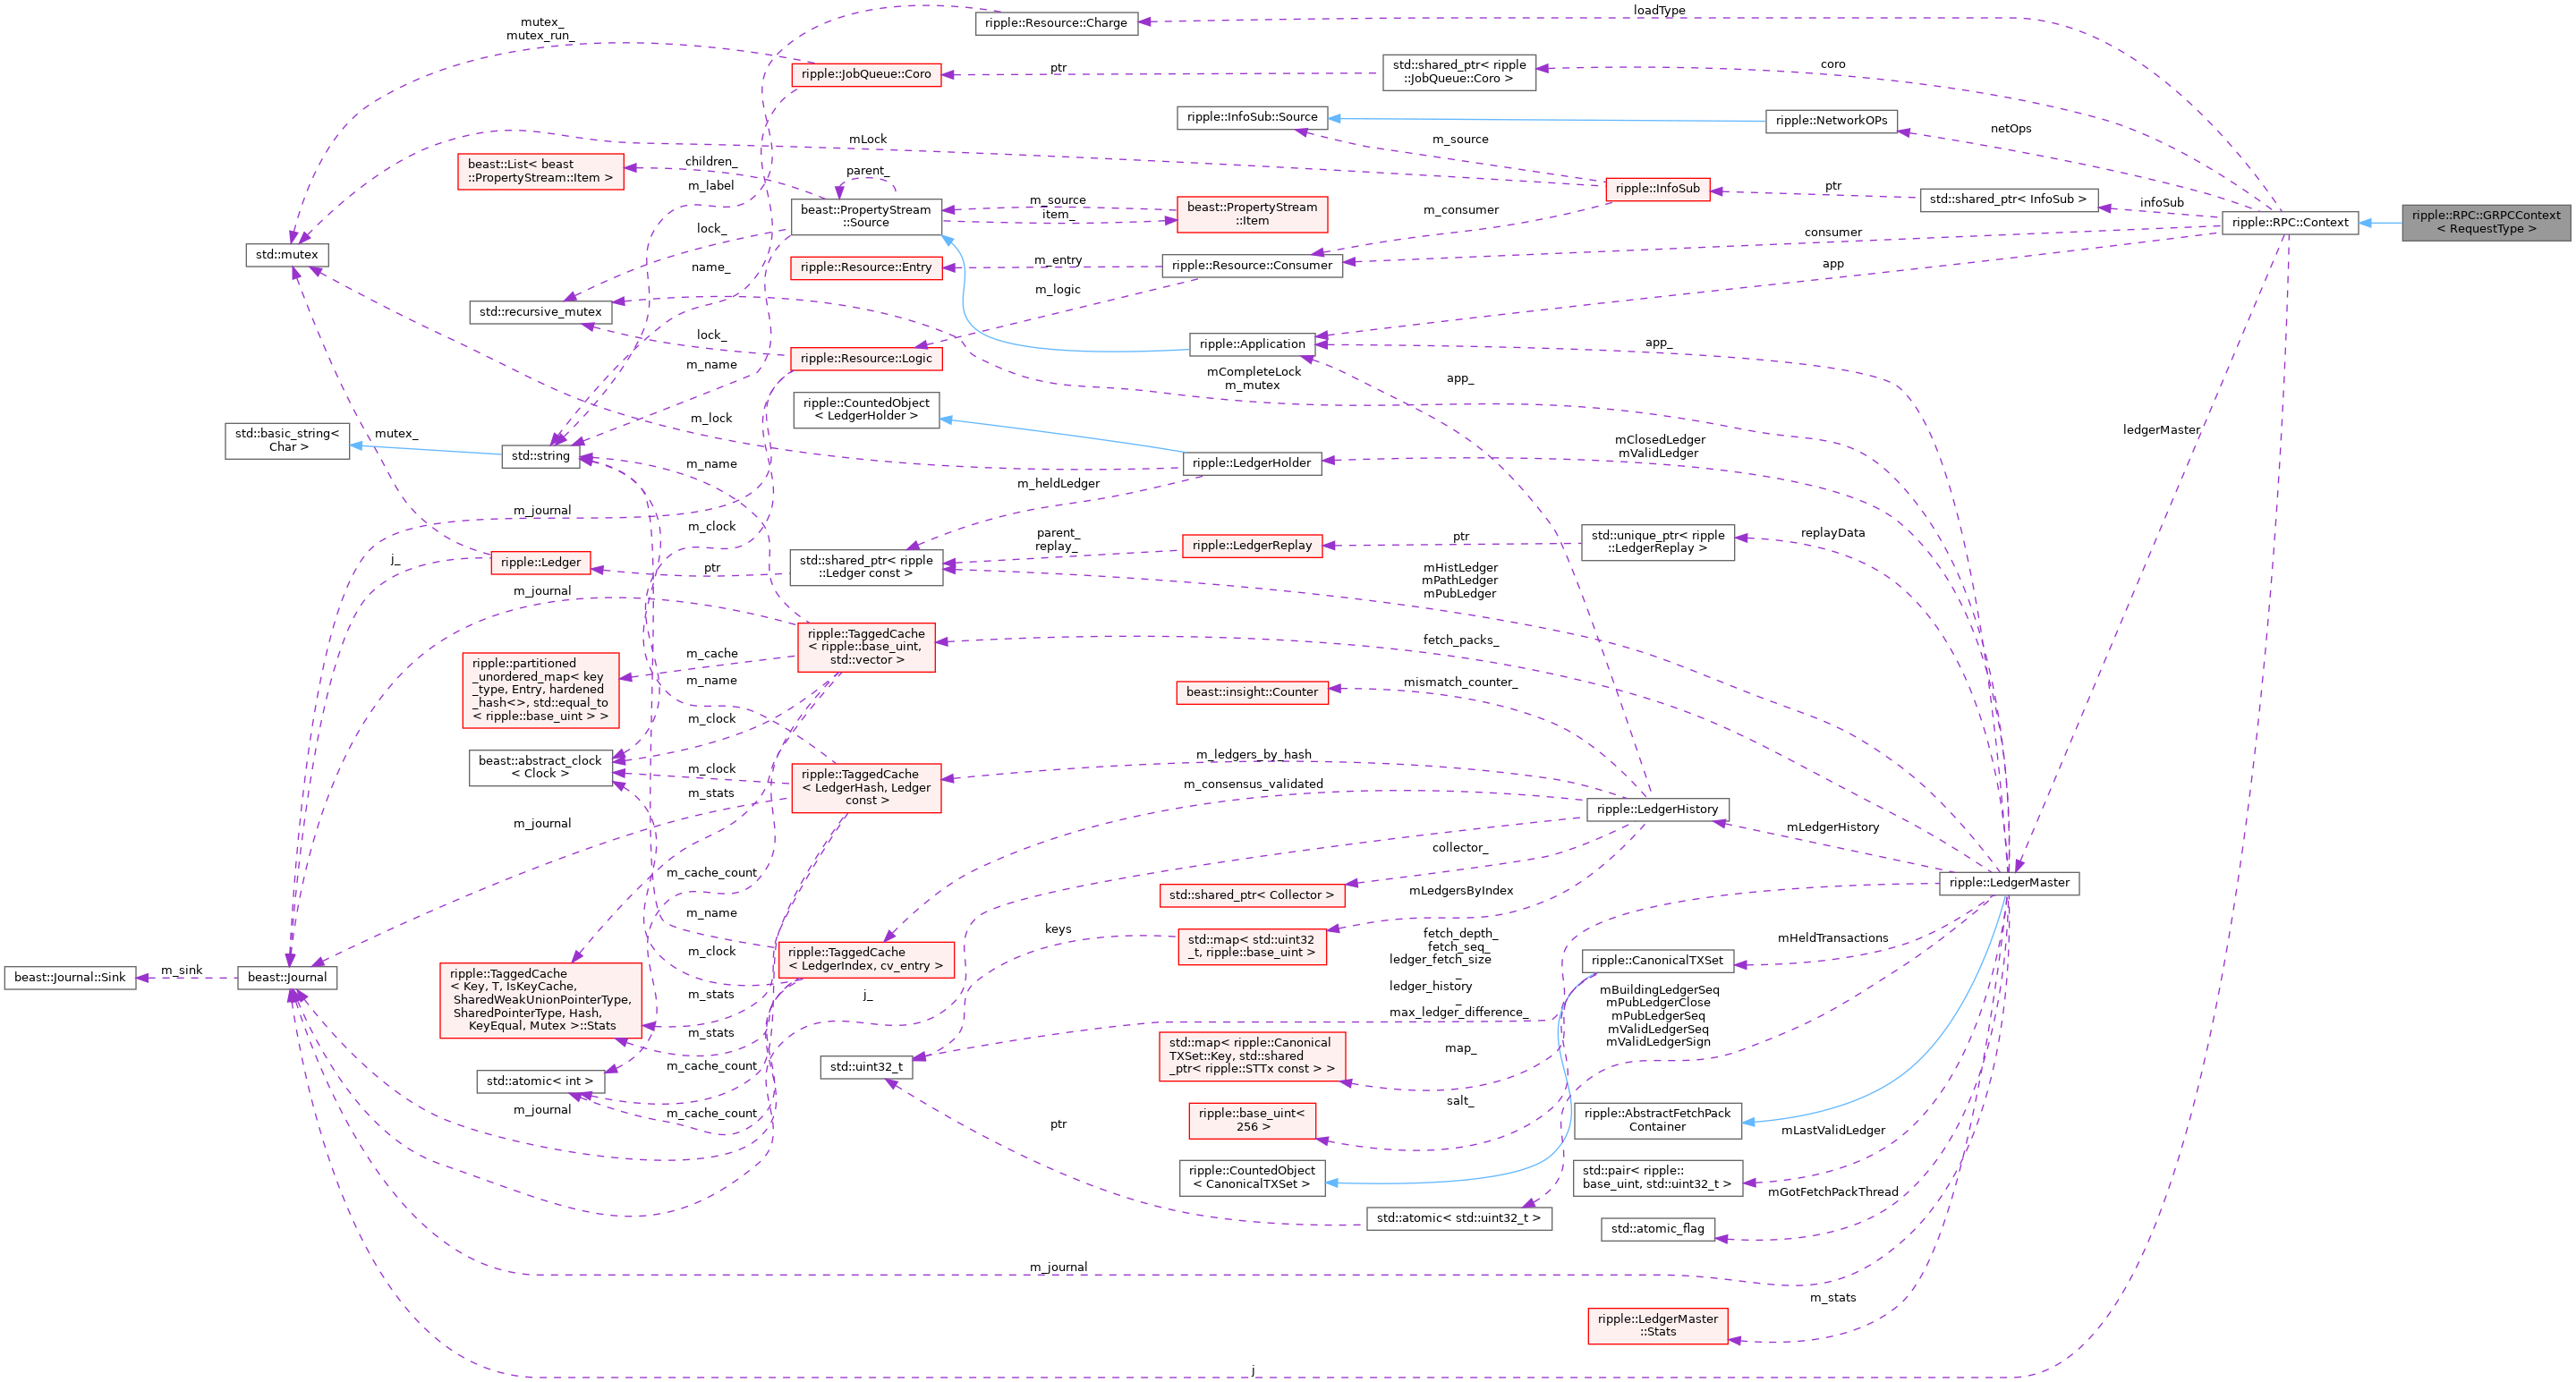 loadType
ripple::Resource::Charge
mutex_
mutex_run_
ripple::JobQueue::Coro
ptr
std::shared_ptr< ripple
::JobQueue::Coro >
coro
ripple::InfoSub::Source
ripple::NetworkOPs
netOps
mLock
m_source
beast::List< beast
::PropertyStream::Item >
children_
parent_
m_label
ripple::InfoSub
ptr
std::shared_ptr< InfoSub >
infoSub
beast::PropertyStream
::Source
m_source
item_
beast::PropertyStream
::Item
m_consumer
ripple::RPC::Context
ripple::RPC::GRPCContext
< RequestType >
lock_
consumer
std::mutex
name_
ripple::Resource::Entry
m_entry
ripple::Resource::Consumer
app
m_logic
std::recursive_mutex
lock_
ripple::Application
app_
ripple::Resource::Logic
m_name
mCompleteLock
m_mutex
app_
ripple::CountedObject
< LedgerHolder >
m_lock
std::basic_string<
Char >
mutex_
std::string
ledgerMaster
mClosedLedger
mValidLedger
m_name
ripple::LedgerHolder
m_heldLedger
m_journal
m_clock
parent_
replay_
ripple::LedgerReplay
ptr
std::unique_ptr< ripple
::LedgerReplay >
replayData
j_
ripple::Ledger
ptr
std::shared_ptr< ripple
::Ledger const >
mHistLedger
mPathLedger
mPubLedger
m_journal
ripple::TaggedCache
< ripple::base_uint,
std::vector >
fetch_packs_
ripple::partitioned
_unordered_map< key
_type, Entry, hardened
_hash<>, std::equal_to
< ripple::base_uint > >
m_cache
m_name
beast::insight::Counter
mismatch_counter_
m_clock
beast::abstract_clock
< Clock >
m_clock
m_ledgers_by_hash
ripple::TaggedCache
< LedgerHash, Ledger
const >
m_consensus_validated
m_stats
m_journal
ripple::LedgerHistory
mLedgerHistory
collector_
m_cache_count
std::shared_ptr< Collector >
mLedgersByIndex
ripple::LedgerMaster
m_name
keys
std::map< std::uint32
_t, ripple::base_uint >
fetch_depth_
fetch_seq_
ledger_fetch_size
_
ledger_history
_
max_ledger_difference_
mHeldTransactions
m_clock
ripple::TaggedCache
< LedgerIndex, cv_entry >
ripple::CanonicalTXSet
beast::Journal::Sink
m_sink
beast::Journal
ripple::TaggedCache
< Key, T, IsKeyCache,
SharedWeakUnionPointerType,
SharedPointerType, Hash,
KeyEqual, Mutex >::Stats
m_stats
j_
mBuildingLedgerSeq
mPubLedgerClose
mPubLedgerSeq
mValidLedgerSeq
mValidLedgerSign
m_stats
std::map< ripple::Canonical
TXSet::Key, std::shared
_ptr< ripple::STTx const > >
map_
std::uint32_t
m_cache_count
std::atomic< int >
m_journal
m_cache_count
salt_
ripple::base_uint<
256 >
ripple::AbstractFetchPack
Container
ptr
mLastValidLedger
ripple::CountedObject
< CanonicalTXSet >
std::pair< ripple::
base_uint, std::uint32_t >
mGotFetchPackThread
std::atomic< std::uint32_t >
std::atomic_flag
m_journal
m_stats
ripple::LedgerMaster
::Stats
j_